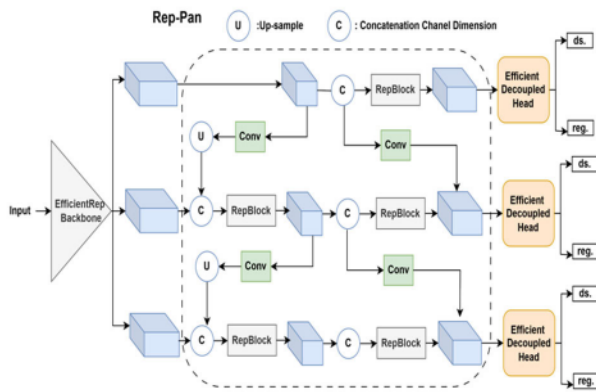 Rep-Pan
U :Up-sample
C : Concatenation Chanel Dimension
ds.
C RepBlock
Efficient
Decoupled
Head
reg.
U Conv
Conv
Input
EfficientRep
Backbone
ds.
C RepBlock C RepBlock
Efficient
Decoupled
Head
reg.
U Conv
Conv
ds.
C RepBlock C RepBlock
Efficient
Decoupled
Head
reg.